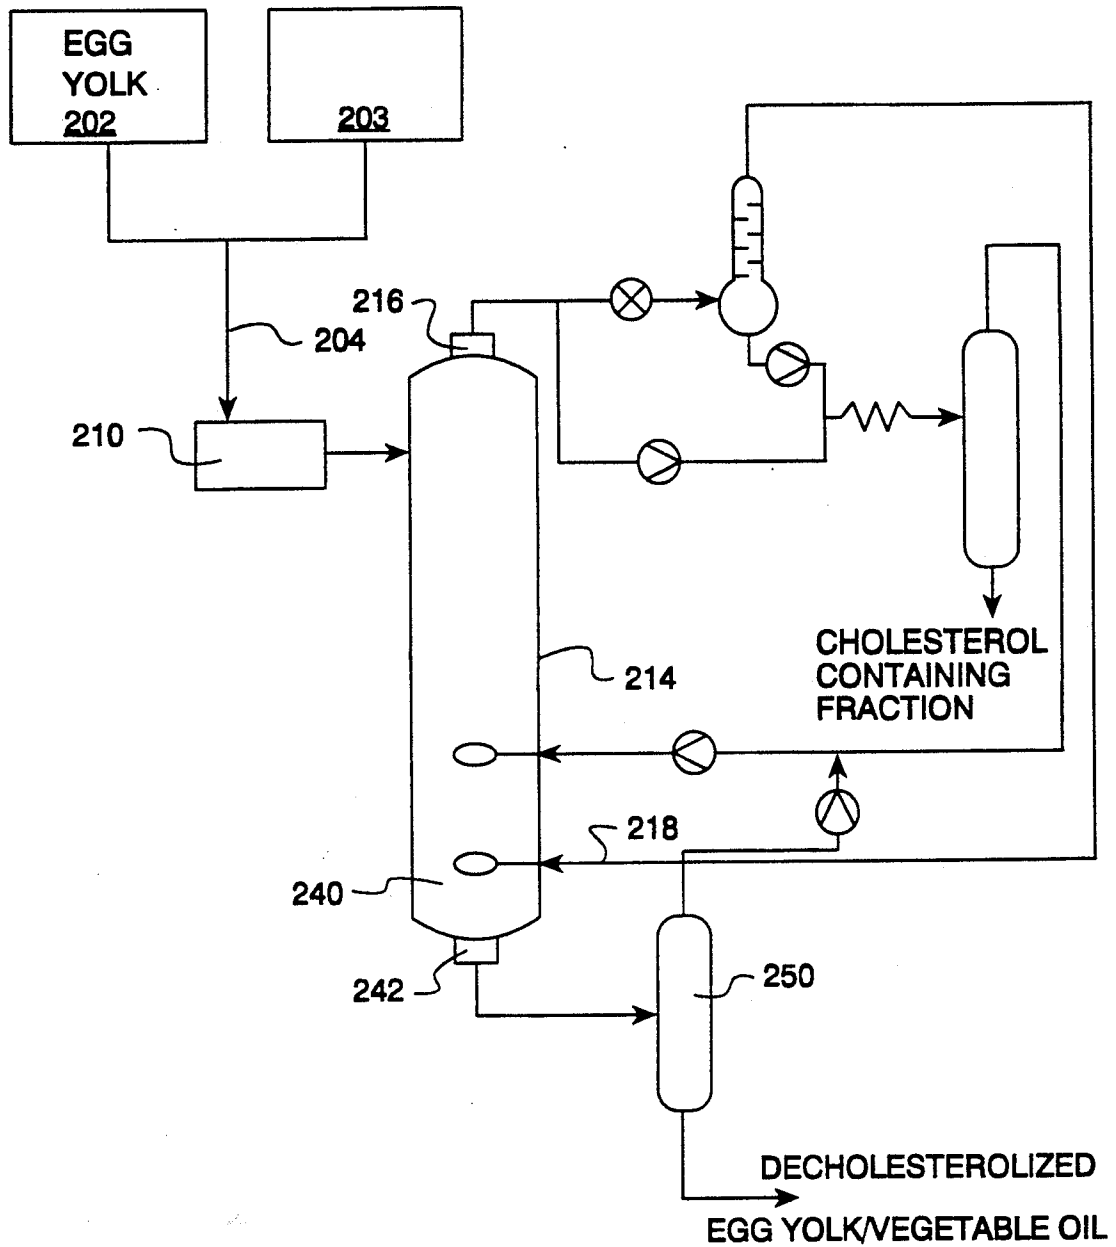 EGG
YOLK
202
203
216
204
210
214
CHOLESTEROL
CONTAINING
FRACTION
218
240
242
250
DECHOLESTEROLIZED
EGG YOLK/VEGETABLE OIL